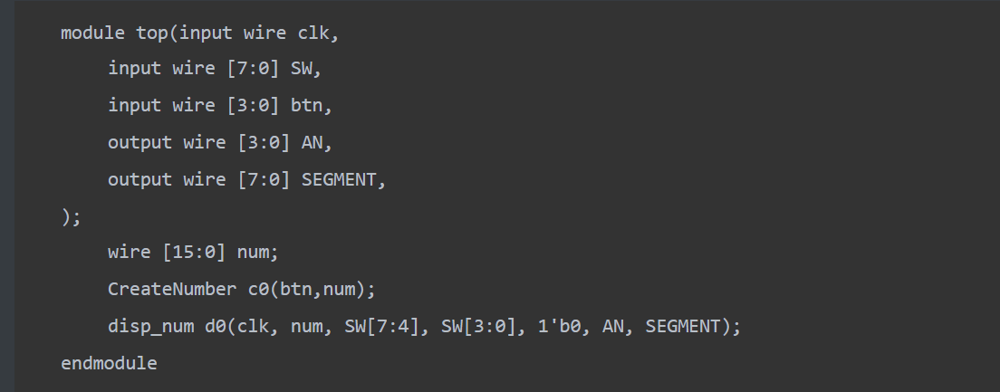 module top(input wire clk,
input wire [7:0] SW,
input wire [3:0] btn,
output wire [3:0] AN,
output wire [7:0] SEGMENT,
);
wire [15:0] num;
CreateNumber c0(btn,num);
disp_num d0(clk, num, SW[7:4], SW[3:0], 1'b0, AN, SEGMENT);
endmodule